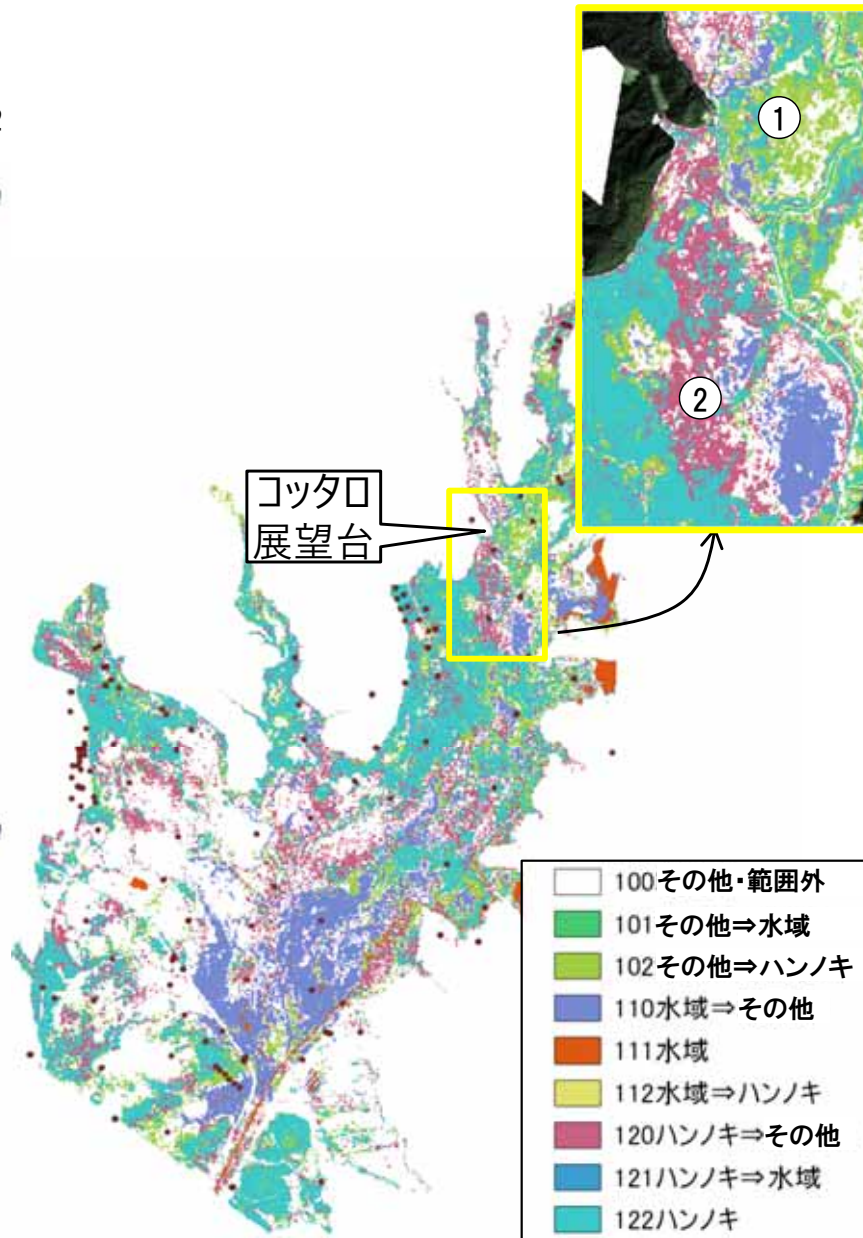 ①
②
コッタロ
展望台
100その他・範囲外
101その他⇒水域
102その他⇒ハンノキ
110水域⇒その他
111水域
112水域⇒ハンノキ
120ハンノキ⇒その他
121ハンノキ⇒水域
122ハンノキ